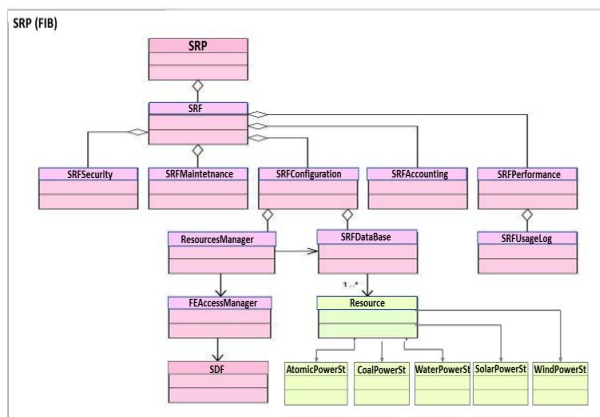 SRP (FIB)
SRP
SRF
SRFSecurity
SRFMaintetnance
SRFConfiguration
SRFAccounting
SRFPerformance
ResourcesManager
SRFDataBase
SRFUsageLog
1 ..*
FEAccessManager
Resource
SDF
AtomicPowerSt
CoalPowerSt
WaterPowerSt
SolarPowerSt
WindPowerSt